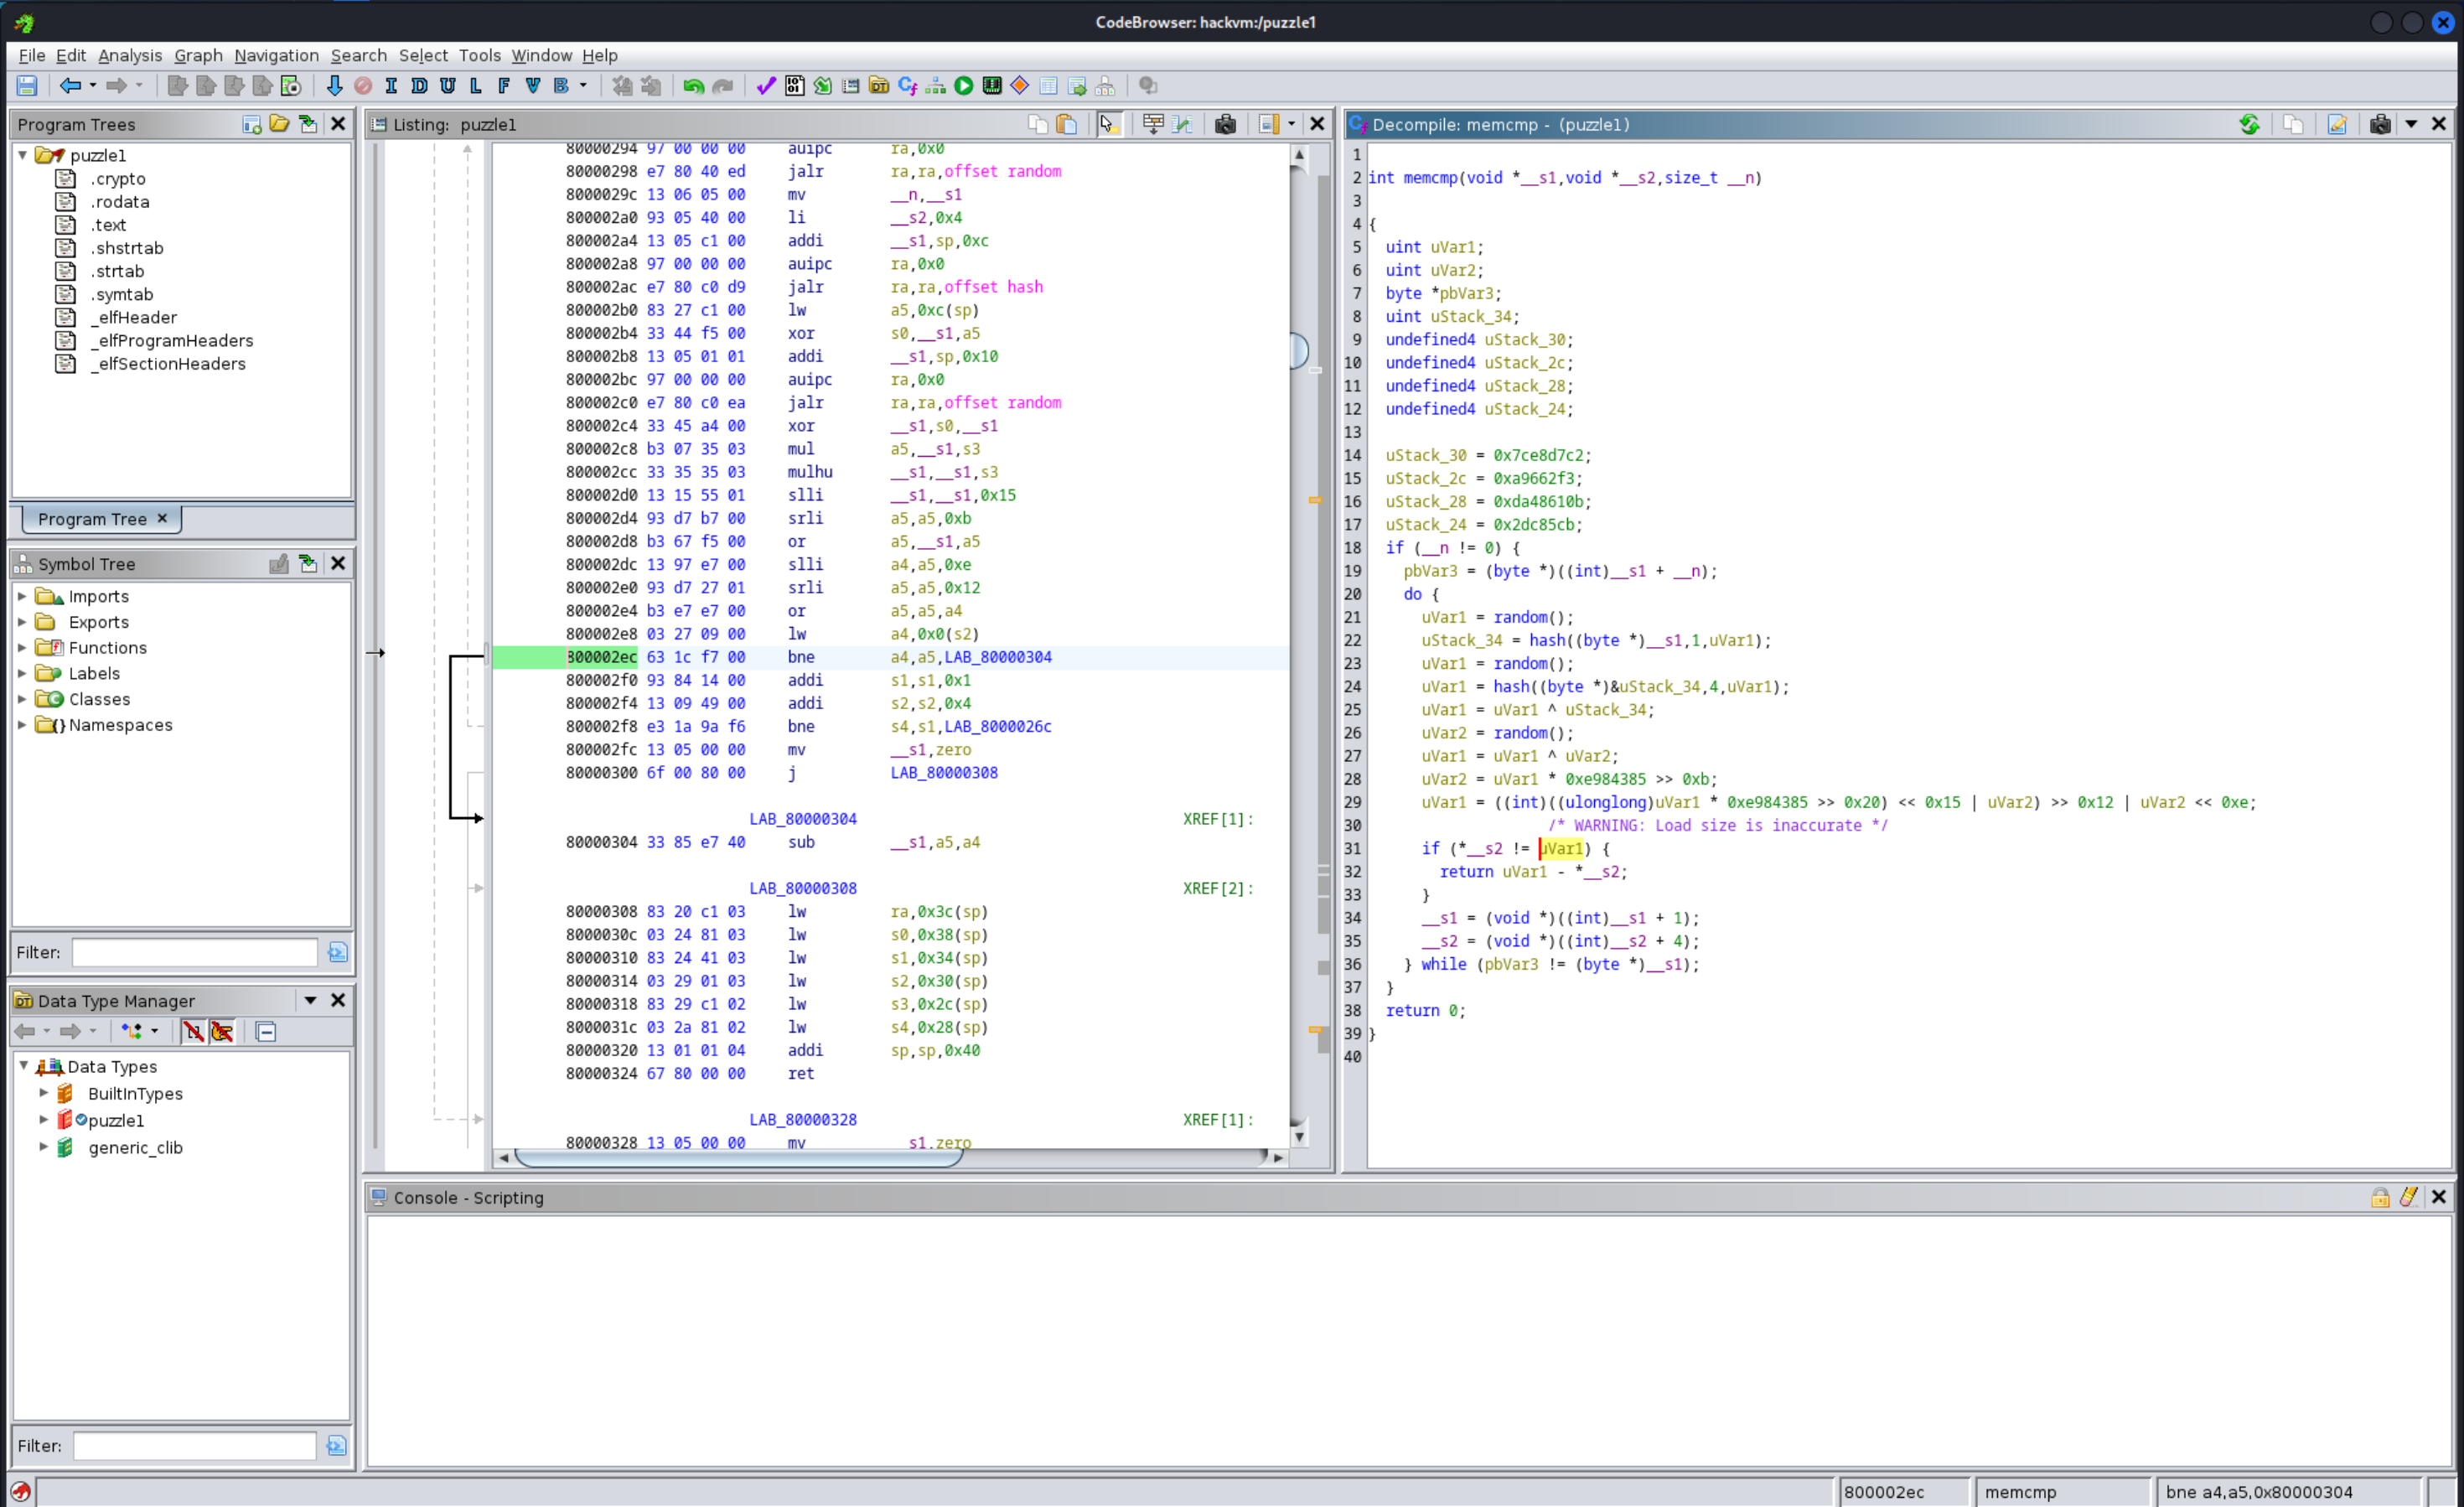 CodeBrowser: hackvm:/puzzle1
File Edit Analysis Graph Navigation Search Select Tools Window Help
I D U L F V B
Program Trees
puzzle1
.crypto
.rodata
.text
.shstrtab
.strtab
.symtab
_elfHeader
_elfProgramHeaders
_elfSectionHeaders
Program Tree
Symbol Tree
Imports
Exports
Functions
Labels
Classes
Namespaces
Filter:
Data Type Manager
Data Types
BuiltInTypes
puzzle1
generic_clib
Filter:
Listing: puzzle1
80000294 97 00 00 00 auipc ra,0x0
80000298 e7 80 40 ed jalr ra,ra,offset random
8000029c 13 06 05 00 mv __n,__s1
800002a0 93 05 40 00 li __s2,0x4
800002a4 13 05 c1 00 addi __s1,sp,0xc
800002a8 97 00 00 00 auipc ra,0x0
800002ac e7 80 c0 d9 jalr ra,ra,offset hash
800002b0 83 27 c1 00 lw a5,0xc(sp)
800002b4 33 44 f5 00 xor s0,__s1,a5
800002b8 13 05 01 01 addi __s1,sp,0x10
800002bc 97 00 00 00 auipc ra,0x0
800002c0 e7 80 c0 ea jalr ra,ra,offset random
800002c4 33 45 a4 00 xor __s1,s0,__s1
800002c8 b3 07 35 03 mul a5,__s1,s3
800002cc 33 35 35 03 mulhu __s1,__s1,s3
800002d0 13 15 55 01 slli __s1,__s1,0x15
800002d4 93 d7 b7 00 srli a5,a5,0xb
800002d8 b3 67 f5 00 or a5,__s1,a5
800002dc 13 97 e7 00 slli a4,a5,0xe
800002e0 93 d7 27 01 srli a5,a5,0x12
800002e4 b3 e7 e7 00 or a5,a5,a4
800002e8 03 27 09 00 lw a4,0x0(s2)
800002ec 63 1c f7 00 bne a4,a5,LAB_80000304
800002f0 93 84 14 00 addi s1,s1,0x1
800002f4 13 09 49 00 addi s2,s2,0x4
800002f8 e3 1a 9a f6 bne s4,s1,LAB_8000026c
800002fc 13 05 00 00 mv __s1,zero
80000300 6f 00 80 00 j LAB_80000308
LAB_80000304 XREF[1]:
80000304 33 85 e7 40 sub __s1,a5,a4
LAB_80000308 XREF[2]:
80000308 83 20 c1 03 lw ra,0x3c(sp)
8000030c 03 24 81 03 lw s0,0x38(sp)
80000310 83 24 41 03 lw s1,0x34(sp)
80000314 03 29 01 03 lw s2,0x30(sp)
80000318 83 29 c1 02 lw s3,0x2c(sp)
8000031c 03 2a 81 02 lw s4,0x28(sp)
80000320 13 01 01 04 addi sp,sp,0x40
80000324 67 80 00 00 ret
LAB_80000328 XREF[1]:
80000328 13 05 00 00 mv __s1,zero
Decompile: memcmp - (puzzle1)
1
2 int memcmp(void *__s1,void *__s2,size_t __n)
3
4 {
5 uint uVar1;
6 uint uVar2;
7 byte *pbVar3;
8 uint uStack_34;
9 undefined4 uStack_30;
10 undefined4 uStack_2c;
11 undefined4 uStack_28;
12 undefined4 uStack_24;
13
14 uStack_30 = 0x7ce8d7c2;
15 uStack_2c = 0xa9662f3;
16 uStack_28 = 0xda48610b;
17 uStack_24 = 0x2dc85cb;
18 if (__n != 0) {
19 pbVar3 = (byte *)((int)__s1 + __n);
20 do {
21 uVar1 = random();
22 uStack_34 = hash((byte *)__s1,1,uVar1);
23 uVar1 = random();
24 uVar1 = hash((byte *)&uStack_34,4,uVar1);
25 uVar1 = uVar1 ^ uStack_34;
26 uVar2 = random();
27 uVar1 = uVar1 ^ uVar2;
28 uVar2 = uVar1 * 0xe984385 >> 0xb;
29 uVar1 = ((int)((ulonglong)uVar1 * 0xe984385 >> 0x20) << 0x15 | uVar2) >> 0x12 | uVar2 << 0xe;
30 /* WARNING: Load size is inaccurate */
31 if (*__s2 != uVar1) {
32 return uVar1 - *__s2;
33 }
34 __s1 = (void *)((int)__s1 + 1);
35 __s2 = (void *)((int)__s2 + 4);
36 } while (pbVar3 != (byte *)__s1);
37 }
38 return 0;
39 }
40
Console - Scripting
800002ec memcmp bne a4,a5,0x80000304